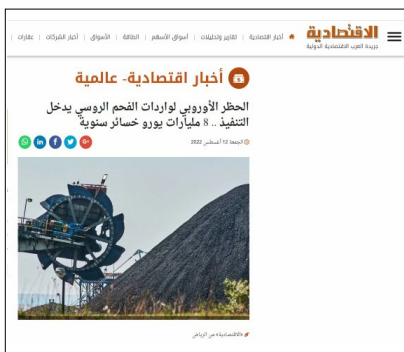 الاقتصادية
جريدة العرب الاقتصادية الدولية
أخبار اقتصادية | تقارير وتحليلات | أسواق الأسهم | الطاقة | الأسواق | أخبار الشركات | عقارات
أخبار اقتصادية- عالمية
الحظر الأوروبي لواردات الفحم الروسي يدخل
التنفيذ .. 8 مليارات يورو خسائر سنوية
الجمعة 12 أغسطس 2022
«الاقتصادية» من الرياض